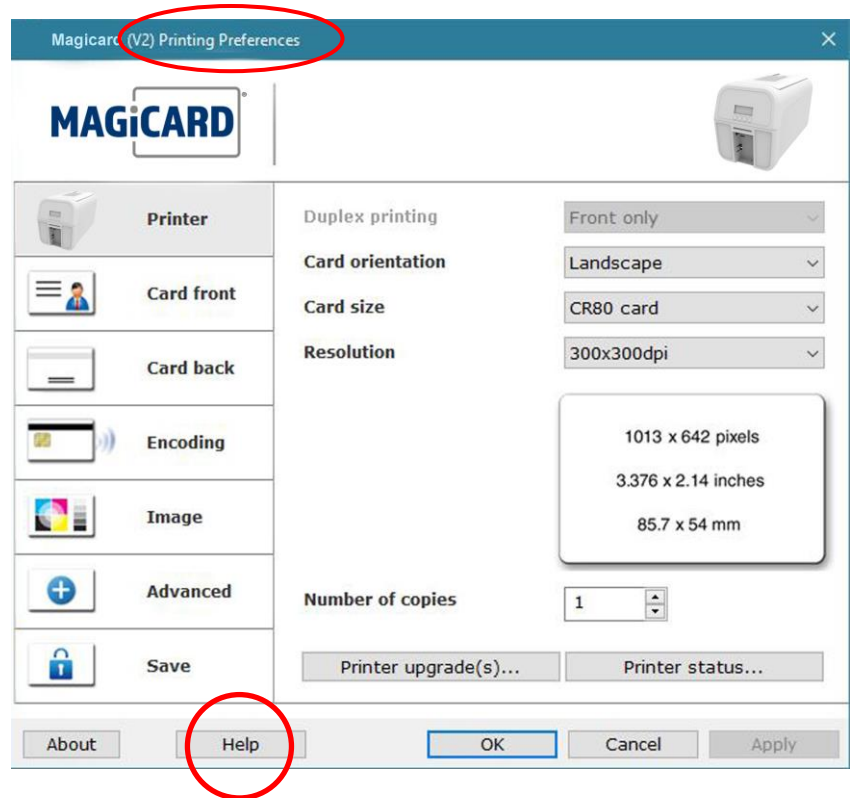 Magicard (V2) Printing Preferences
MAGiCARD
Printer
Duplex printing
Front only
Card orientation
Landscape
Card front
Card size
CR80 card
Resolution
300x300dpi
Card back
1013 x 642 pixels
Encoding
3.376 x 2.14 inches
Image
85.7 x 54 mm
Advanced
Number of copies
1
Save
Printer upgrade(s)...
Printer status...
About
Help
OK
Cancel
Apply